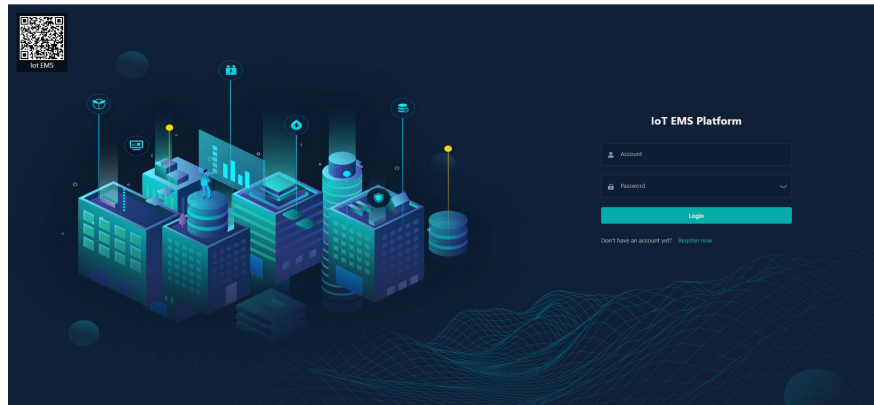 Iot EMS
IoT EMS Platform
Account
Password
Login
Don't have an account yet? Register now